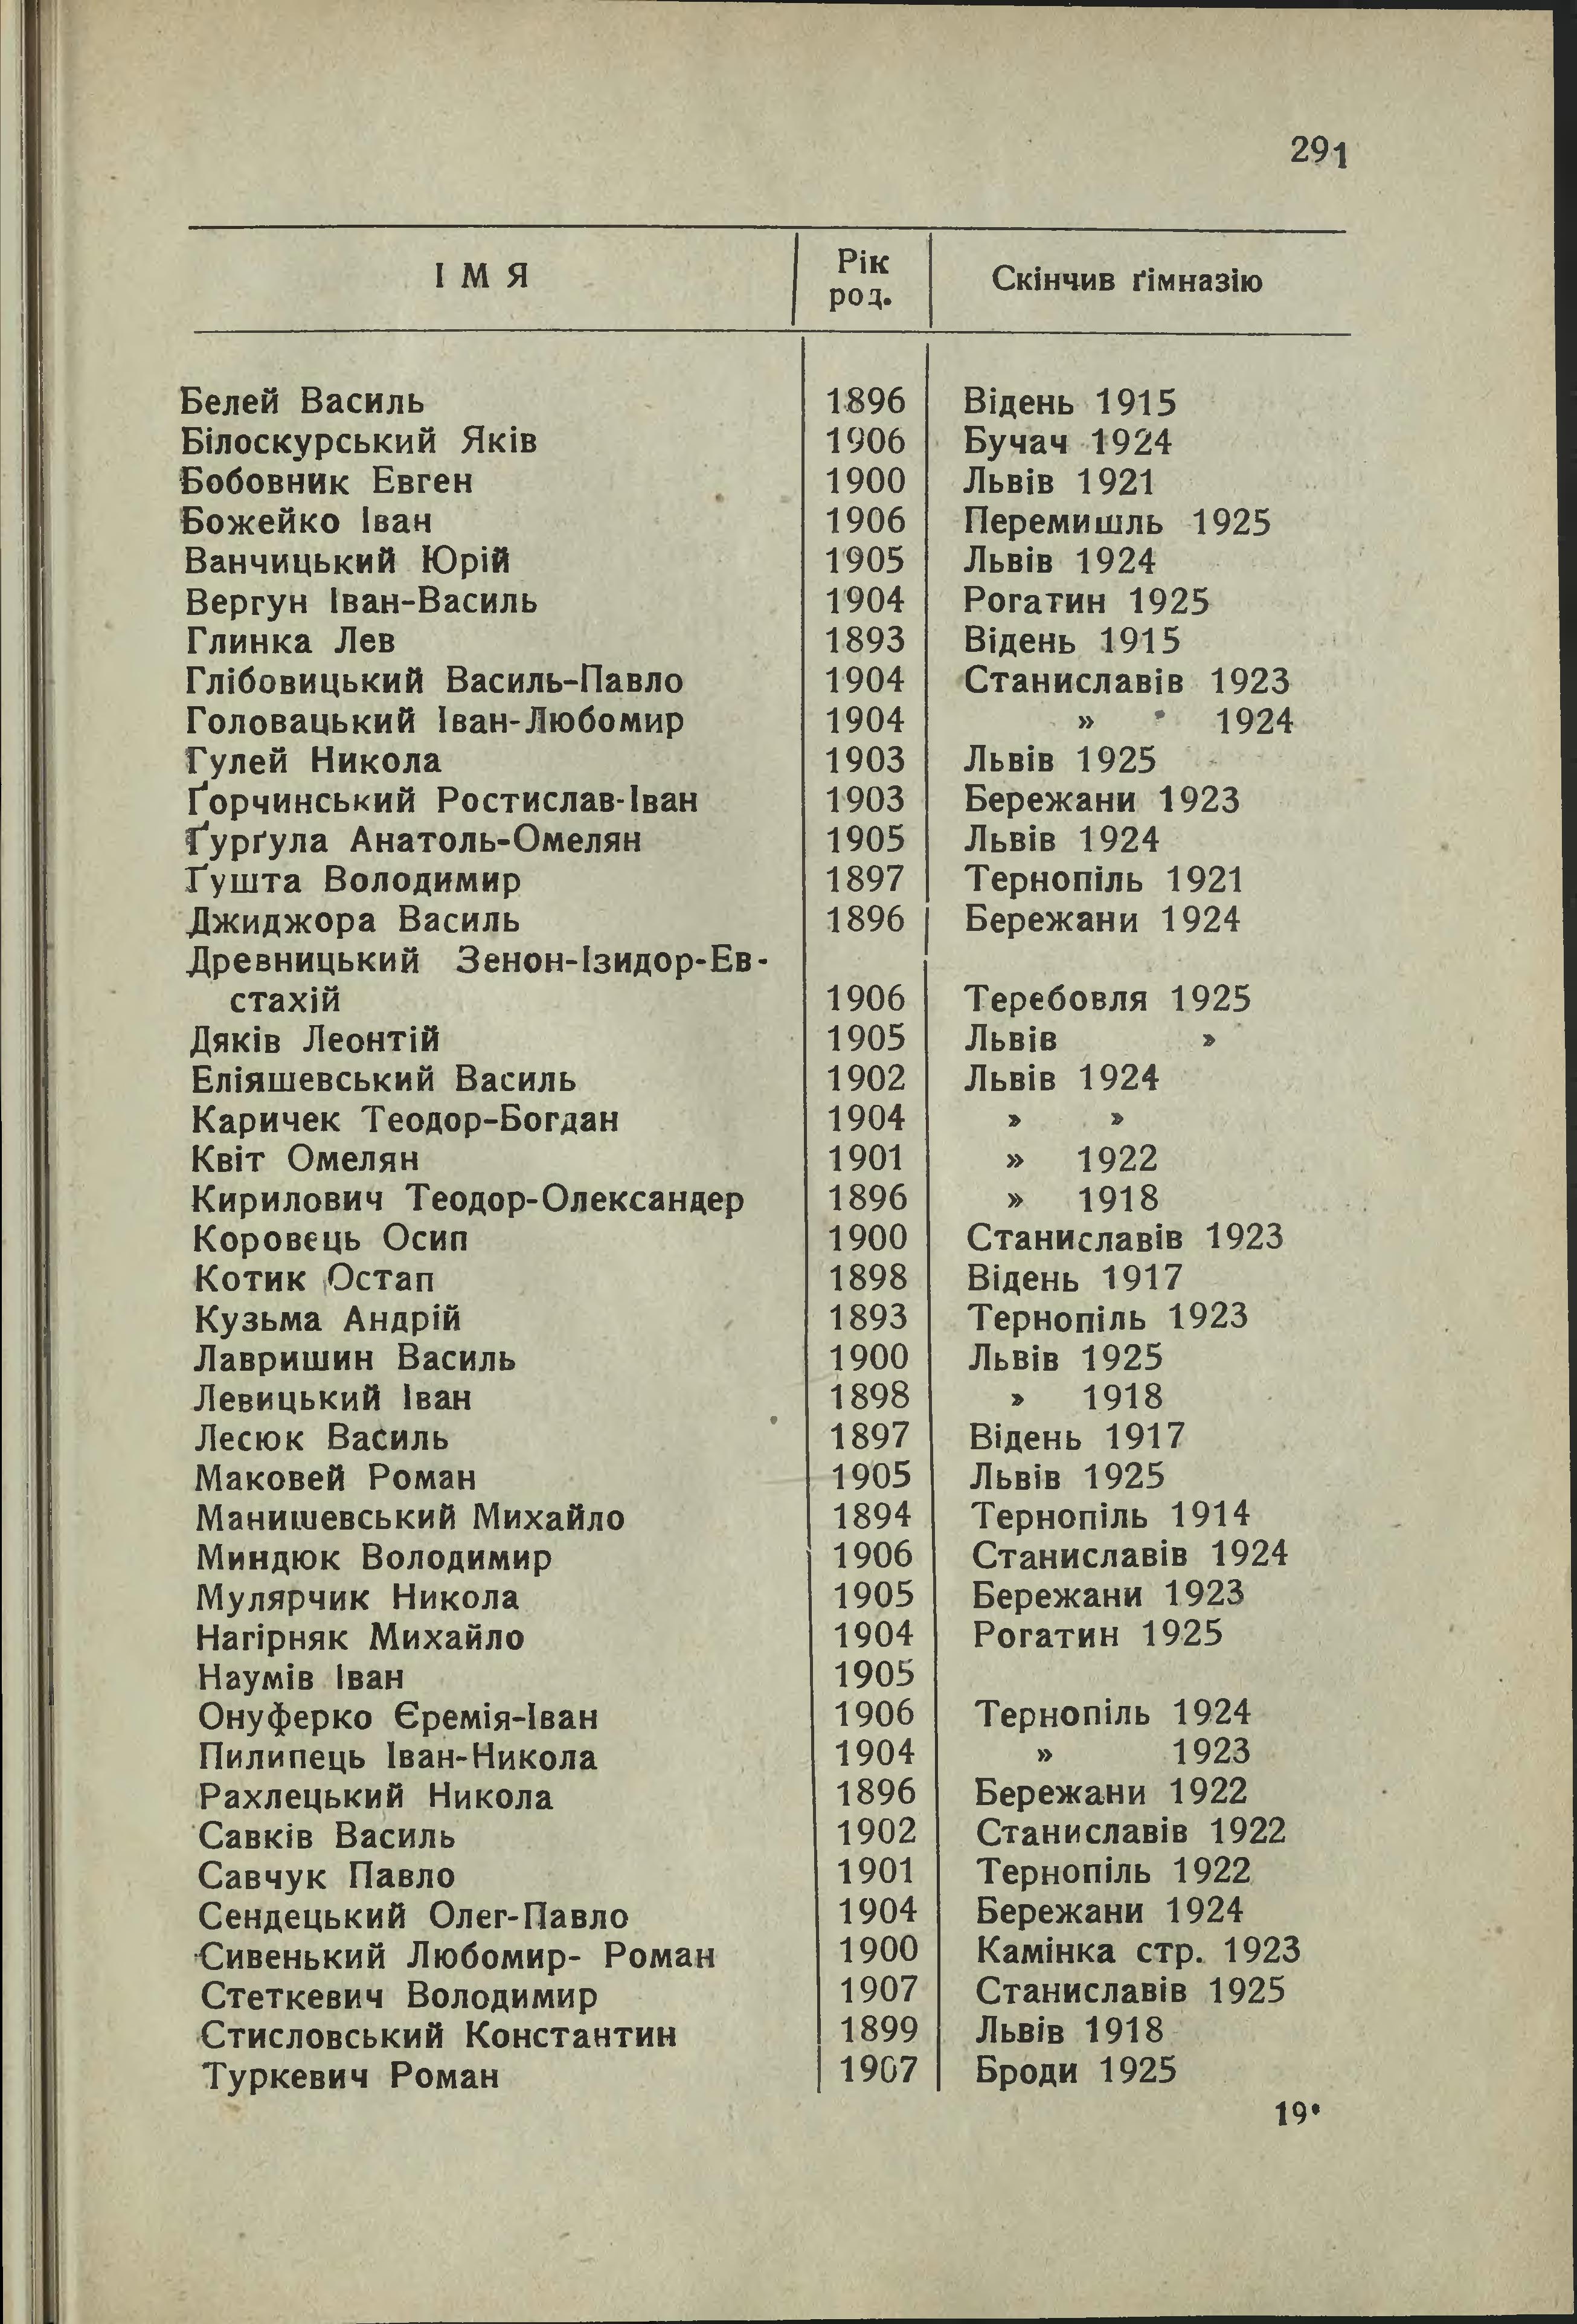 291
ІМЯ Рік род. Скінчив ґімназію
Белей Василь 1896 Відень 1915
Білоскурський Яків 1906 Бучач 1924
Бобовник Евген 1900 Львів 1921
Божейко Іван 1906 Перемишль 1925
Ванчицький Юрій 1905 Львів 1924
Вергун Іван-Василь 1904 Рогатин 1925
Глинка Лев 1893 Відень 1915
Глібовицький Василь-Павло 1904 Станиславів 1923
Головацький Іван-Любомир 1904 » 1924
Гулей Никола 1903 Львів 1925
Ґорчинський Ростислав-Іван 1903 Бережани 1923
Ґурґула Анатоль-Омелян 1905 Львів 1924
Ґушта Володимир 1897 Тернопіль 1921
Джиджора Василь 1896 Бережани 1924
Древницький Зенон-Ізидор-Ев-
стахій 1906 Теребовля 1925
Дяків Леонтій 1905 Львів »
Еліяшевський Василь 1902 Львів 1924
Каричек Теодор-Богдан 1904 » »
Квіт Омелян 1901 » 1922
Кирилович Теодор-Олександер 1896 » 1918
Коровець Осип 1900 Станиславів 1923
Котик Остап 1898 Відень 1917
Кузьма Андрій 1893 Тернопіль 1923
Лавришин Василь 1900 Львів 1925
Левицький Іван 1898 » 1918
Лесюк Василь 1897 Відень 1917
Маковей Роман 1905 Львів 1925
Манишевський Михайло 1894 Тернопіль 1914
Миндюк Володимир 1906 Станиславів 1924
Мулярчик Никола 1905 Бережани 1923
Нагірняк Михайло 1904 Рогатин 1925
Наумів Іван 1905
Онуферко Єремія-Іван 1906 Тернопіль 1924
Пилипець Іван-Никола 1904 » 1923
Рахлецький Никола 1896 Бережани 1922
Савків Василь 1902 Станиславів 1922
Савчук Павло 1901 Тернопіль 1922
Сендецький Олег-Павло 1904 Бережани 1924
Сивенький Любомир- Роман 1900 Камінка стр. 1923
Стеткевич Володимир 1907 Станиславів 1925
Стисловський Константин 1899 Львів 1918
Туркевич Роман 1907 Броди 1925
19*